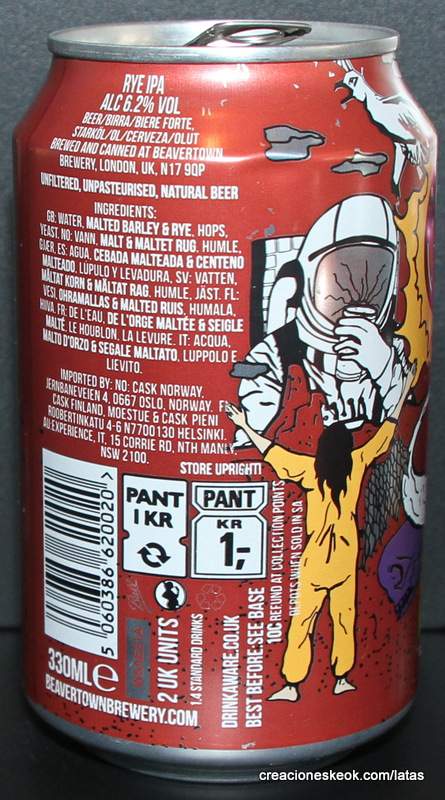 RYE IPA
ALC 6.2% VOL
BEER/BIRRA/BIERE FORTE,
STARKÖL/ØL/CERVEZA/OLUT
BREWED AND CANNED AT BEAVERTOWN
BREWERY, LONDON, UK, N17 9QP
UNFILTERED, UNPASTEURISED, NATURAL BEER
INGREDIENTS:
GB: WATER, MALTED BARLEY & RYE, HOPS,
YEAST. NO: VANN, MALT & MALTET RUG. HUMLE,
GJÆR, ES: AGUA, CEBADA MALTEADA & CENTENO
MALTEADO, LUPULO Y LEVADURA, SV: VATTEN,
MÄLTAT KORN & MÄLTAT RAG, HUMLE, JÄST. FL:
VESI, OHRAMALLAS & MALTED RUIS, HUMALA,
HIIVA, FR: DE L'EAU, DE L'ORGE MALTÉE & SEIGLE
MALTÉ, LE HOUBLON, LA LEVURE. IT: ACQUA,
MALTO D'ORZO & SEGALE MALTATO, LUPPOLO E
LIEVITO.
IMPORTED BY: NO: CASK NORWAY,
JERNBANEVEIEN 4, 0667 OSLO, NORWAY. FI:
CASK FINLAND, MOESTUE & CASK PIENI
ROOBERTINKATU 4-6 N7700130 HELSINKI.
AU EXPERIENCE, IT, 15 CORRIE RD, NTH MANLY,
NSW 2100.
STORE UPRIGHT!
PANT
1 KR
PANT
KR
1,-
5 060386 620020 >
330ML e
BEAVERTOWNBREWERY.COM
2 UK UNITS
1.4 STANDARD DRINKS
DRINKAWARE.CO.UK
BEST BEFORE: SEE BASE
10C REFUND AT COLLECTION POINTS
DEPOTS WHEN SOLD IN SA
creacioneskeok.com/latas